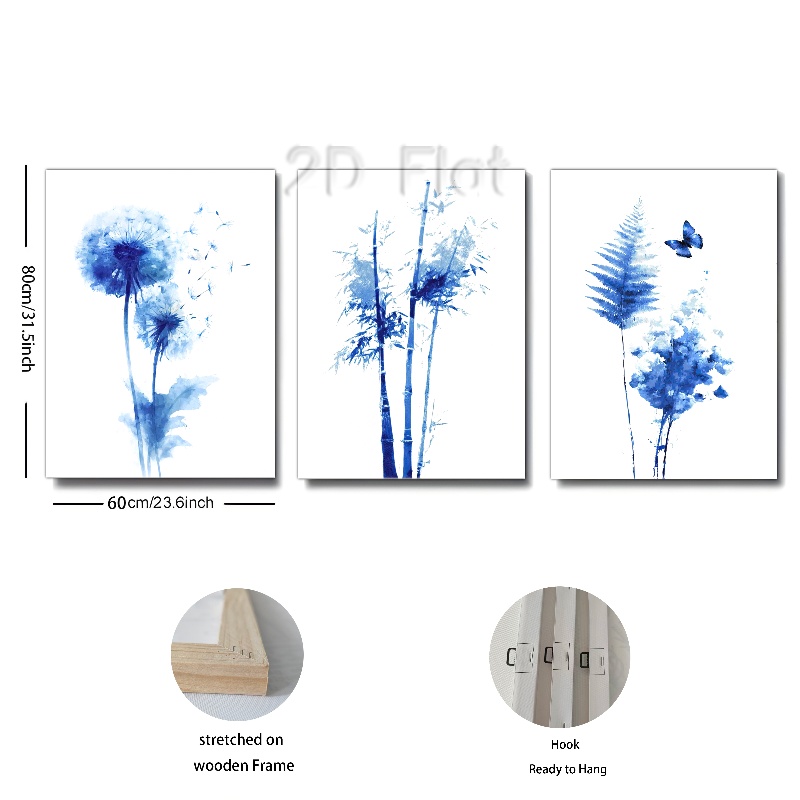 2D Flat
80cm/31.5inch
60cm/23.6inch
stretched on
wooden Frame
Hook
Ready to Hang